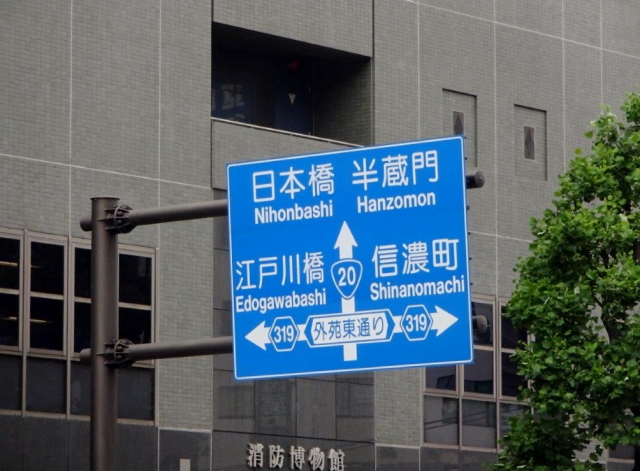 日本橋 半蔵門
Nihonbashi Hanzomon
江戸川橋 20 信濃町
Edogawabashi Shinanomachi
319 外苑東通り 319
消防博物館